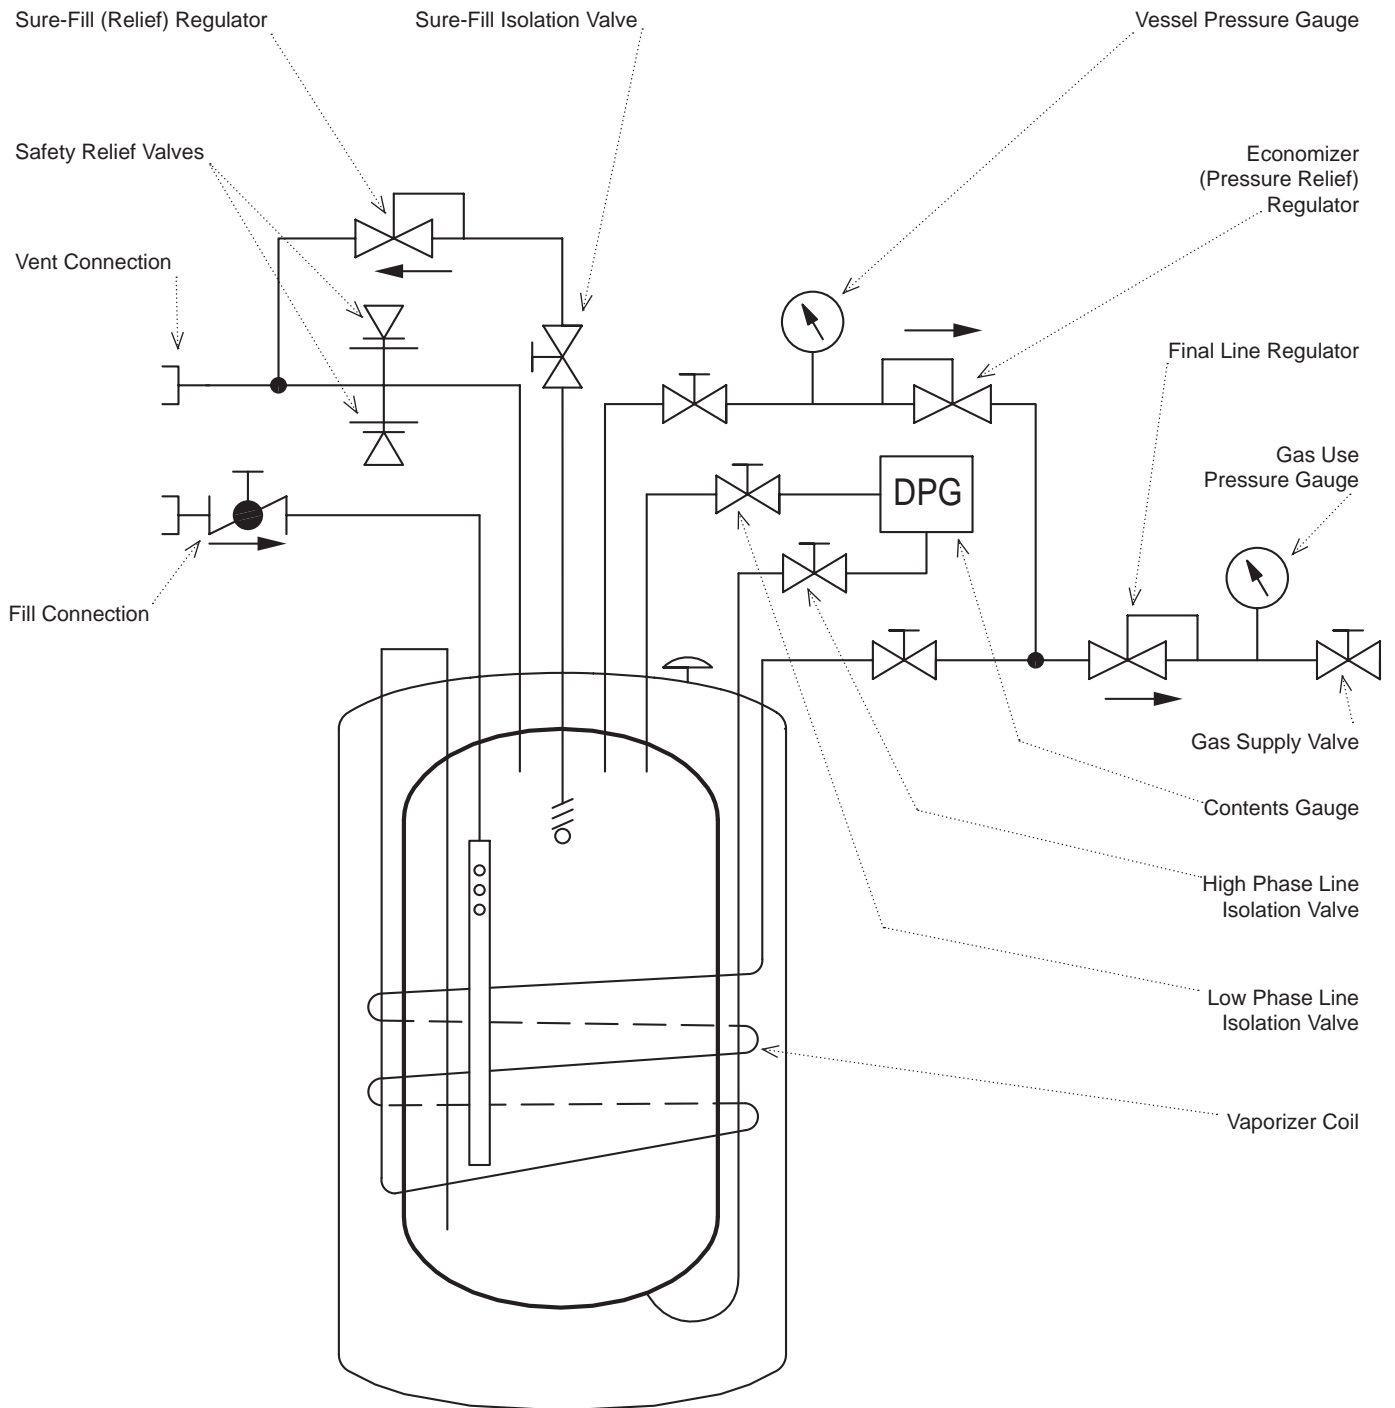 Sure-Fill (Relief) Regulator
Sure-Fill Isolation Valve
Vessel Pressure Gauge
Safety Relief Valves
Economizer
(Pressure Relief)
Regulator
Vent Connection
Final Line Regulator
Gas Use
Pressure Gauge
DPG
Fill Connection
Gas Supply Valve
Contents Gauge
High Phase Line
Isolation Valve
Low Phase Line
Isolation Valve
Vaporizer Coil